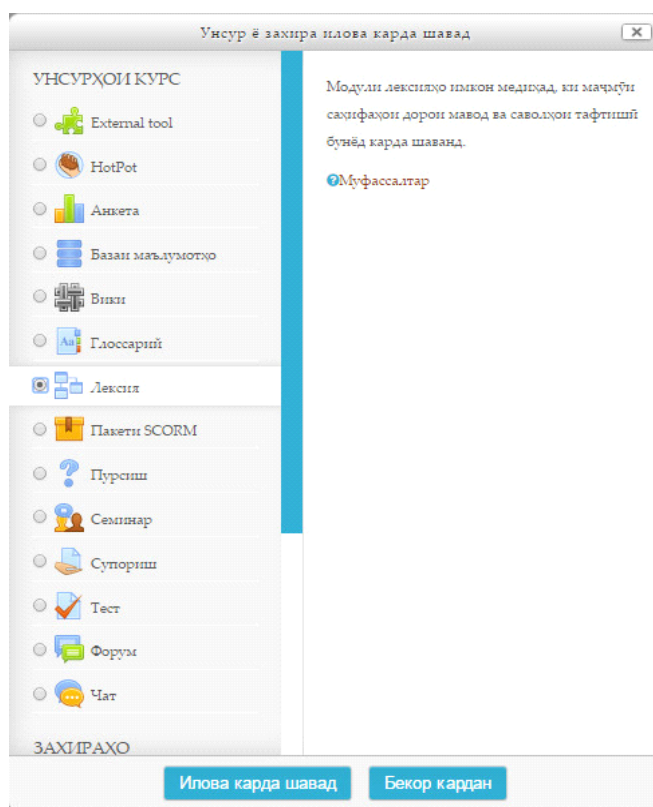 Унсур ё захира илова карда шавад
УНСУРҲОИ КУРС
External tool
HotPot
Анкета
Базаи маълумотҳо
Вики
Глоссарий
Лексия
Пакети SCORM
Пурсиш
Семинар
Супориш
Тест
Форум
Чат
ЗАХИРАҲО
Модули лексияҳо имкон медиҳад, ки маҷмӯи
саҳифаҳои дорои мавод ва саволҳои тафтишӣ
бунёд карда шаванд.
Муфассалтар
Илова карда шавад
Бекор кардан